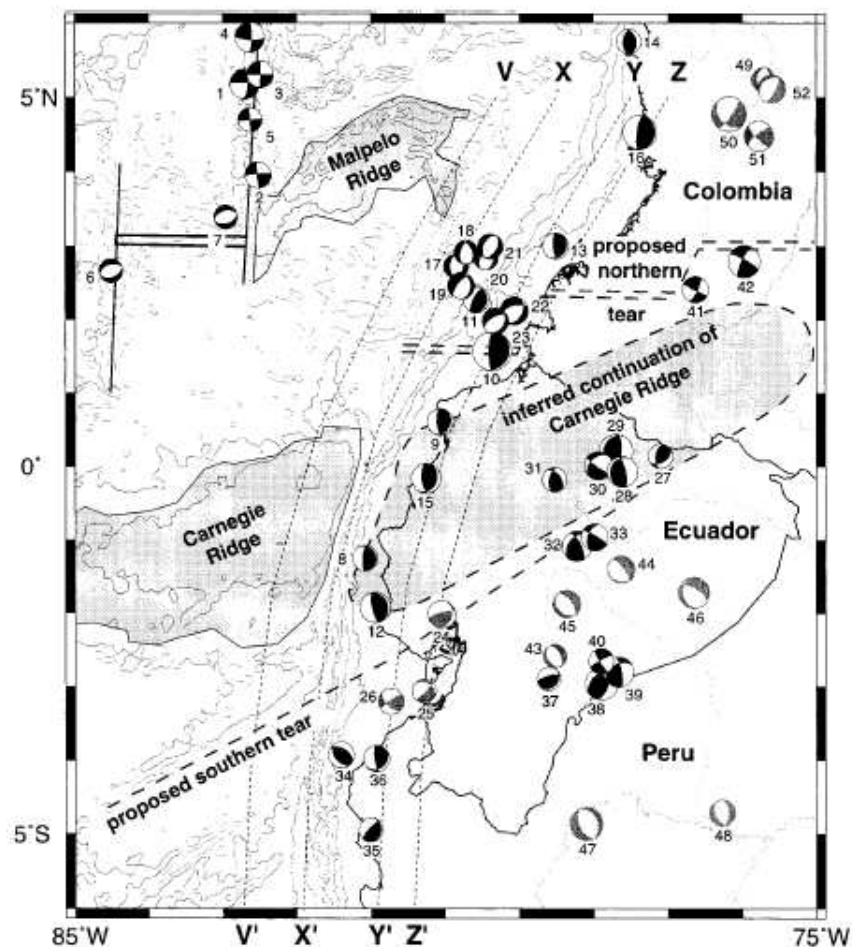 4
14
5°N
1
3
V
X
Y
Z
49
52
5
Malpelo
Ridge
16
50
51
2
Colombia
18
7
21
13
proposed
northern
6
17
20
42
19
41
11
22
tear
23
10
inferred continuation of
Carnegie Ridge
9
29
0°
31
30
28
27
15
Carnegie
Ridge
Ecuador
8
32
33
44
12
45
46
24
43
40
26
25
37
38
39
proposed southern tear
34
36
Peru
5°S
35
47
48
85°W
V'
X'
Y'
Z'
75°W